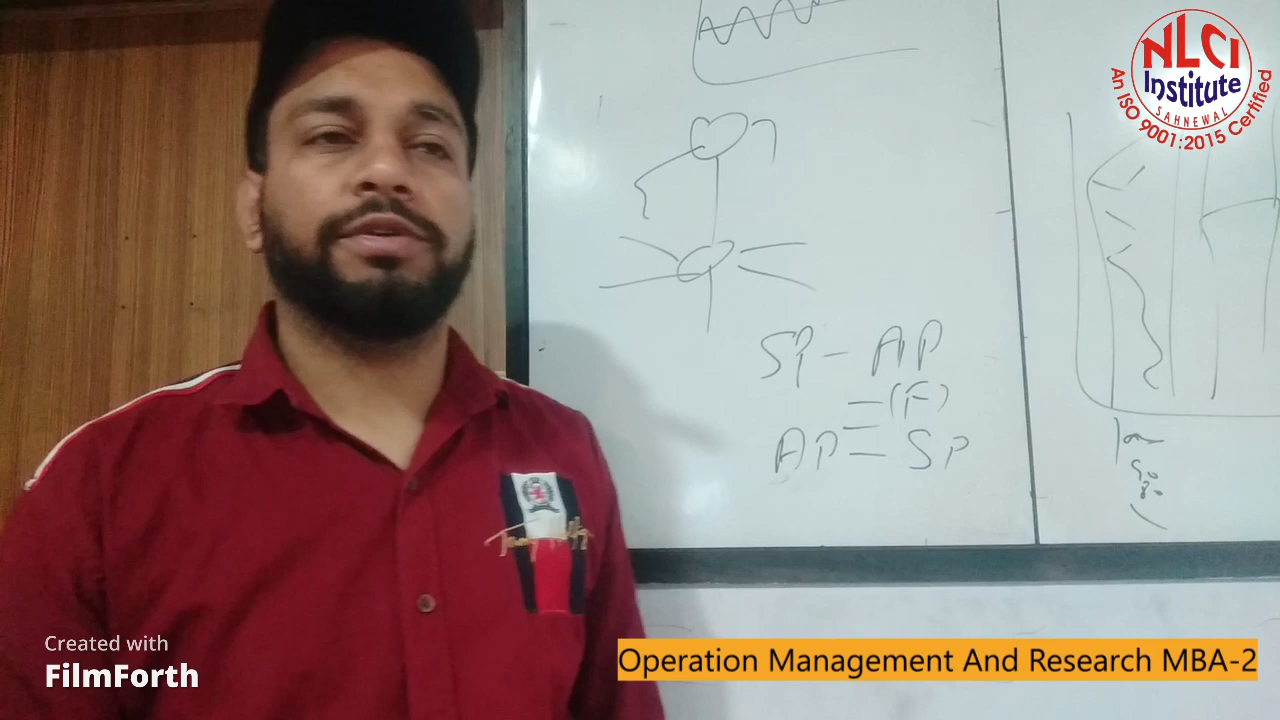 NLCI
Institute
SAHNEWAL
An ISO 9001:2015 Certified
SP - AP
= (F)
AP = SP
Created with
FilmForth
Operation Management And Research MBA-2